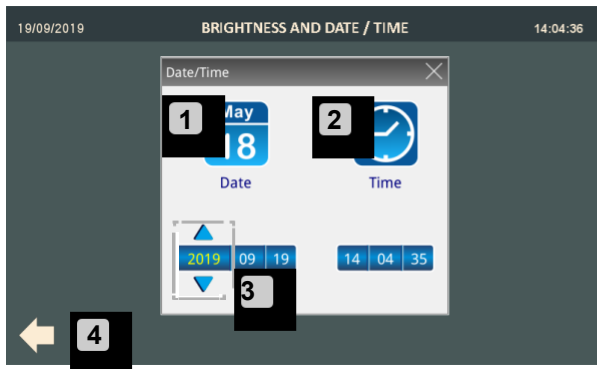 19/09/2019 BRIGHTNESS AND DATE / TIME 14:04:36
Date/Time
1 May 2
18
Date Time
2019 09 19 14 04 35
3
4